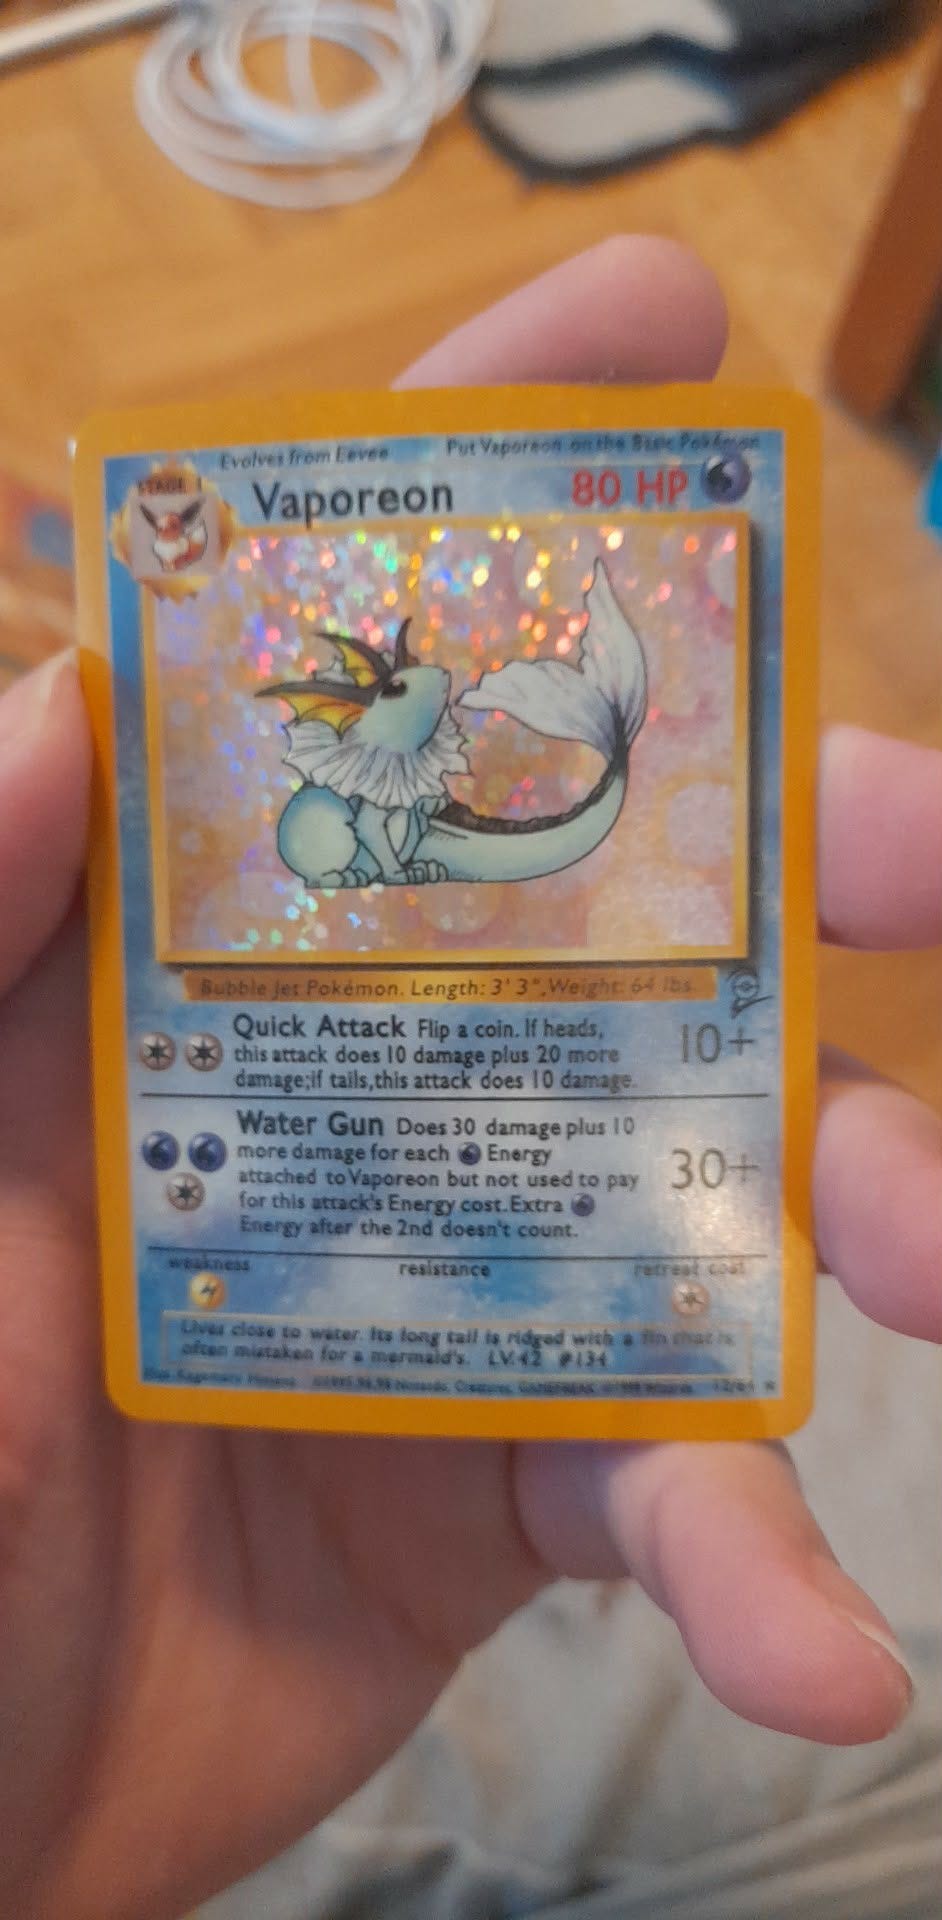 Evolves from Eevee
Put Vaporeon on the Basic Pokémon
STAGE 1
Vaporeon
80 HP
Bubble Jet Pokémon. Length: 3' 3",Weight: 64 lbs.
Quick Attack Flip a coin. If heads,
this attack does 10 damage plus 20 more
damage;if tails,this attack does 10 damage.
10+
Water Gun Does 30 damage plus 10
more damage for each Energy
attached to Vaporeon but not used to pay
for this attack's Energy cost. Extra
Energy after the 2nd doesn't count.
30+
weakness
resistance
retreat cost
Lives close to water. Its long tail is ridged with a fin that is
often mistaken for a mermaid's. LV. 42 #134
Nintendo, Creatures, GAMEFREAK.